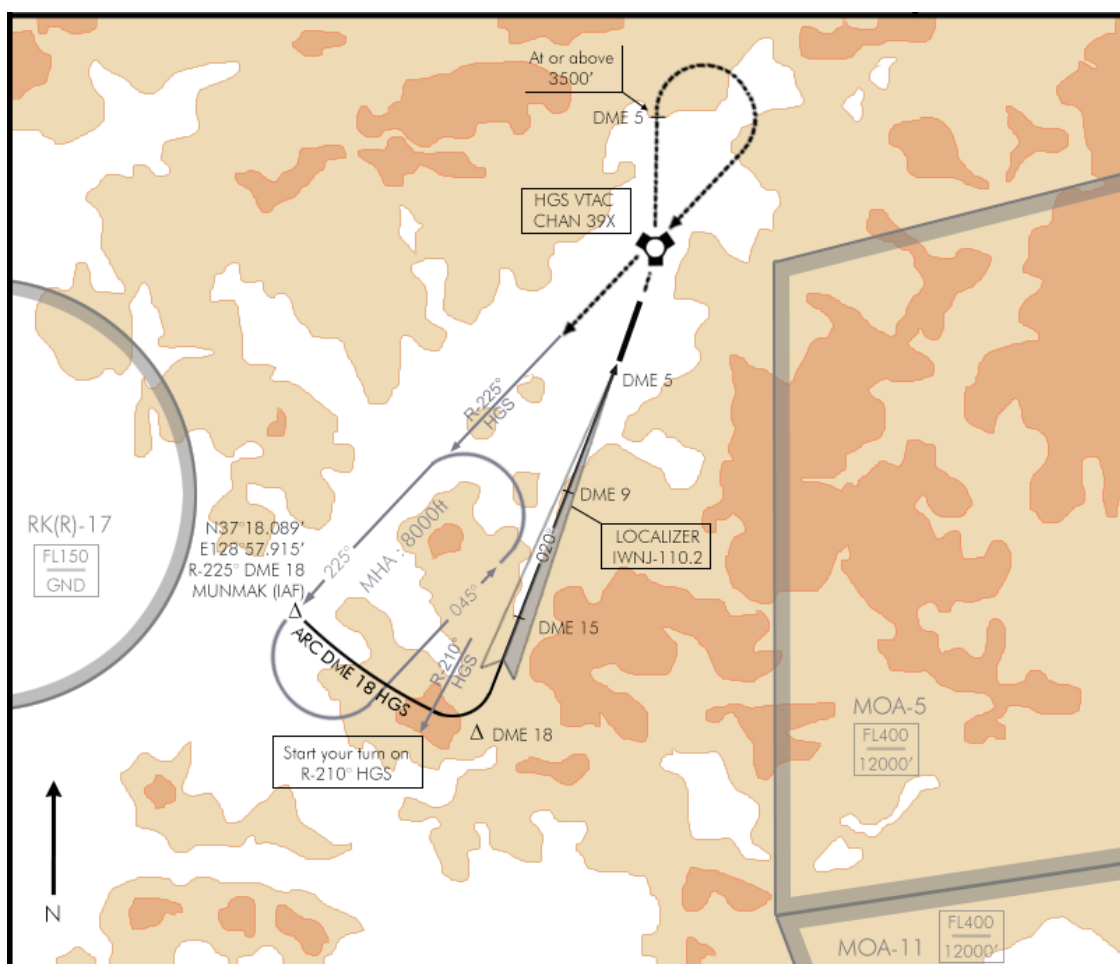 At or above
3500'
DME 5
HGS VTAC
CHAN 39X
DME 5
R-225°
HGS
RK(R)-17
FL150
GND
N37°18.089'
E128°57.915'
R-225° DME 18
MUNMAK (IAF)
225°
MHA : 8000ft
045°
DME 9
020°
LOCALIZER
IWNJ-110.2
DME 15
ARC DME 18 HGS
R-210°
HGS
DME 18
Start your turn on
R-210° HGS
MOA-5
FL400
12000'
N
MOA-11
FL400
12000'